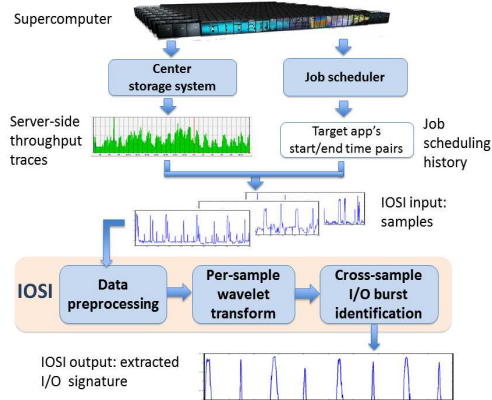 Supercomputer
Center
storage system
Job scheduler
Server-side
throughput
traces
Target app's
start/end time pairs
Job
scheduling
history
IOSI input:
samples
IOSI
Data
preprocessing
Per-sample
wavelet
transform
Cross-sample
I/O burst
identification
IOSI output: extracted
I/O signature